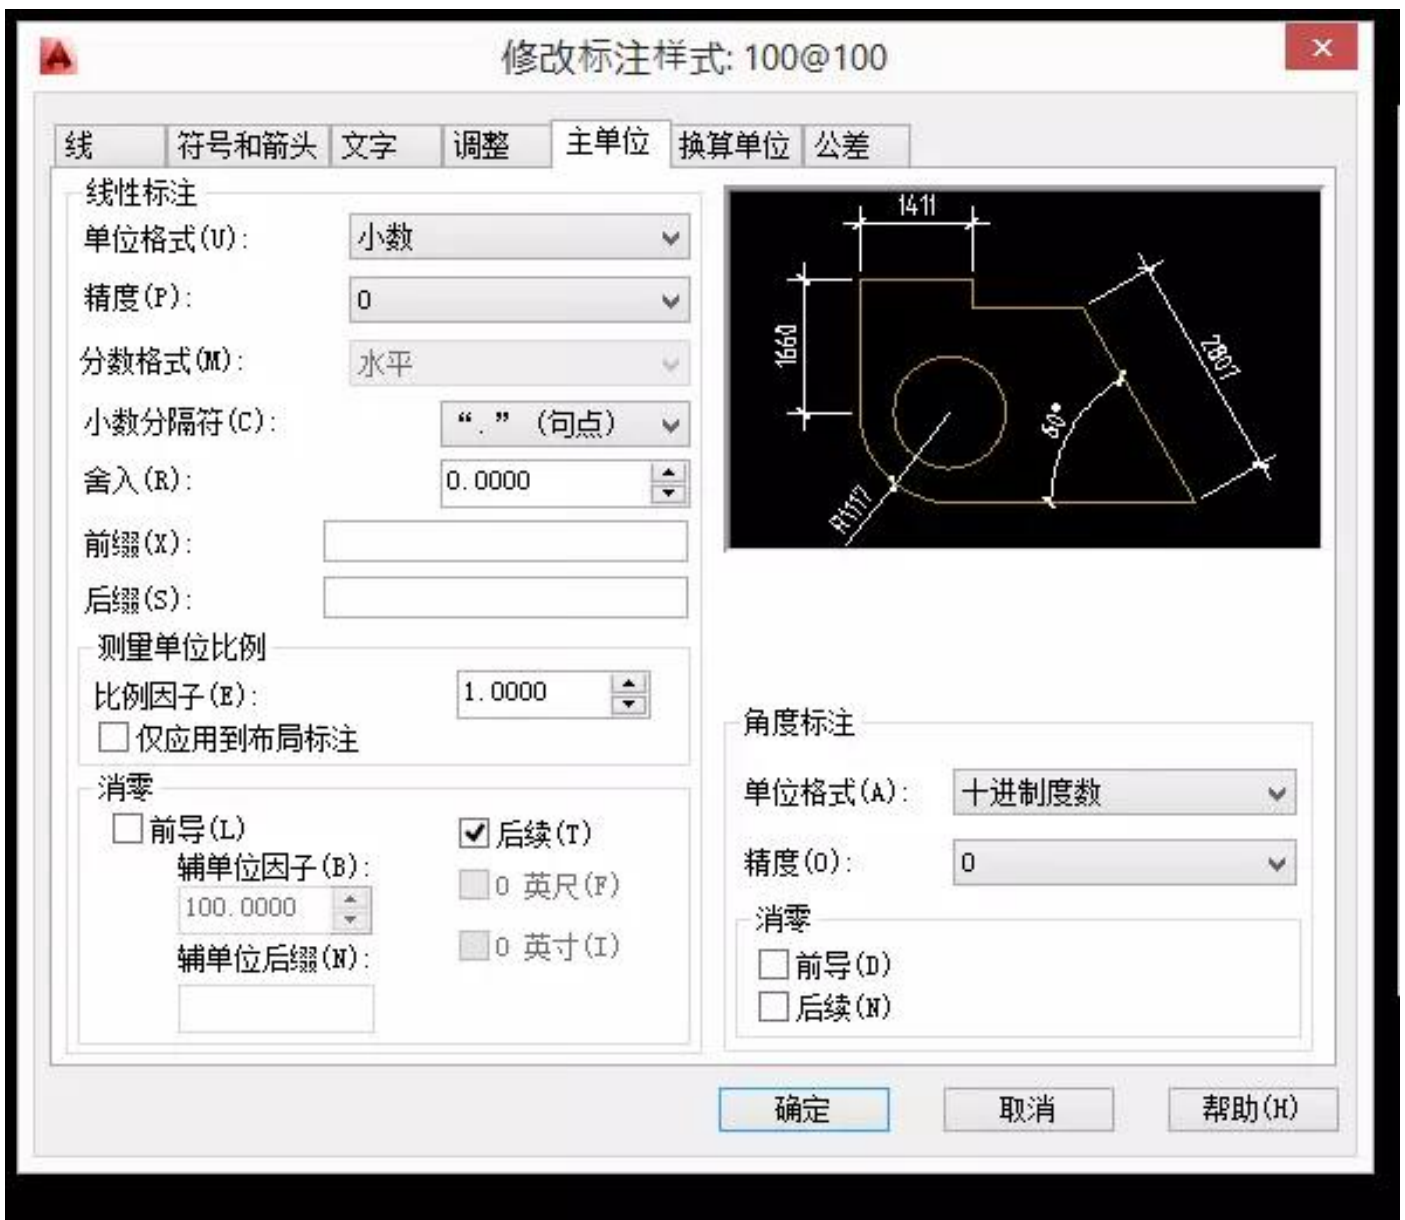 修改标注样式: 100@100
线 符号和箭头 文字 调整 主单位 换算单位 公差
线性标注
单位格式(U): 小数
精度(P): 0
分数格式(M): 水平
小数分隔符(C): “.” (句点)
舍入(R): 0.0000
前缀(X):
后缀(S):
测量单位比例
比例因子(E): 1.0000
仅应用到布局标注
消零
前导(L)
后续(T)
辅单位因子(B):
0 英尺(F)
100.0000
0 英寸(I)
辅单位后缀(N):
1411
1660
2807
60°
R1117
角度标注
单位格式(A): 十进制度数
精度(O): 0
消零
前导(D)
后续(N)
确定 取消 帮助(H)